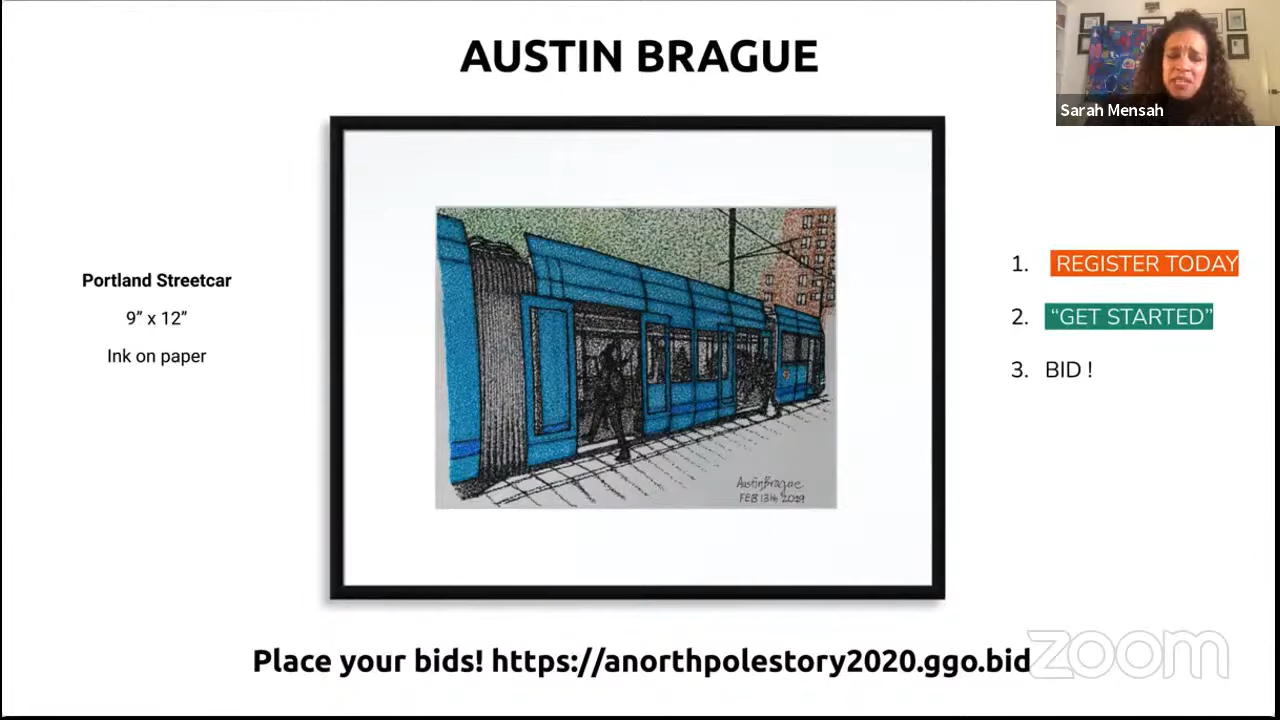 AUSTIN BRAGUE
Sarah Mensah
Portland Streetcar
9” x 12”
Ink on paper
1. REGISTER TODAY
2. “GET STARTED”
3. BID !
AustinBrague
FEB 13th 2019
Place your bids! https://anorthpolestory2020.ggo.bid
zoom